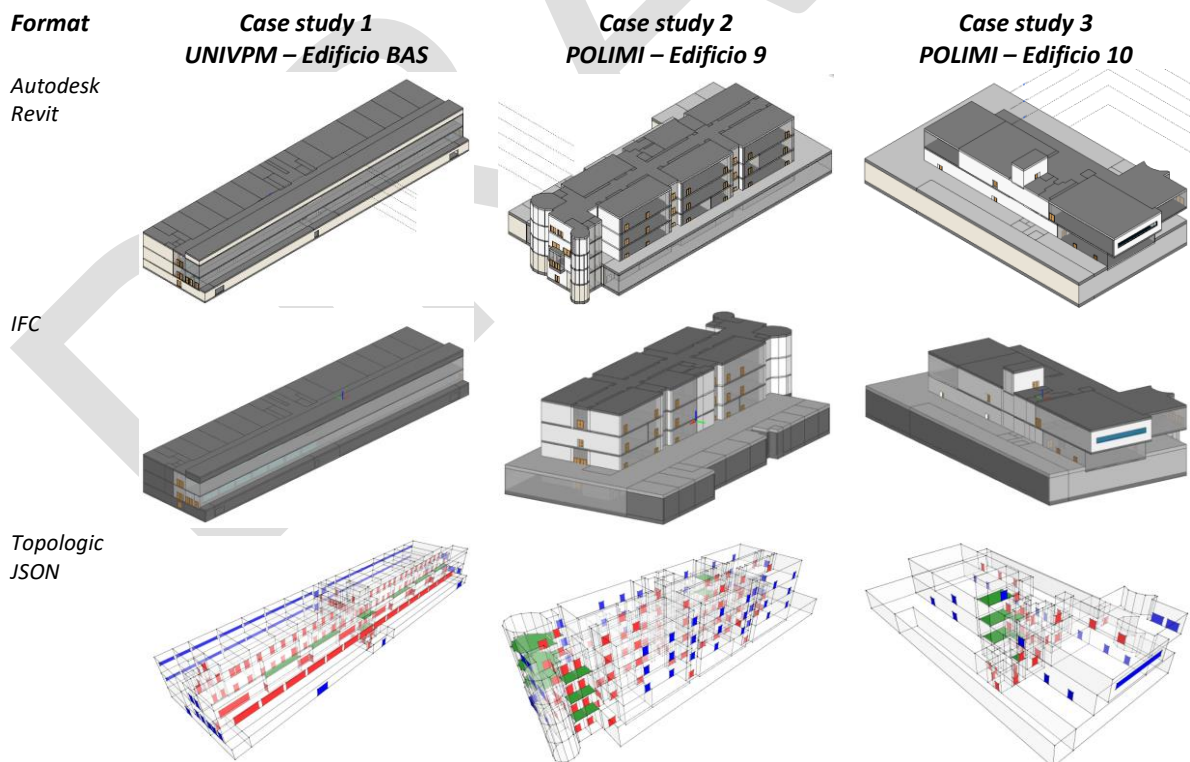 Format Case study 1 Case study 2 Case study 3
UNIVPM – Edificio BAS POLIMI – Edificio 9 POLIMI – Edificio 10
Autodesk
Revit
IFC
Topologic
JSON